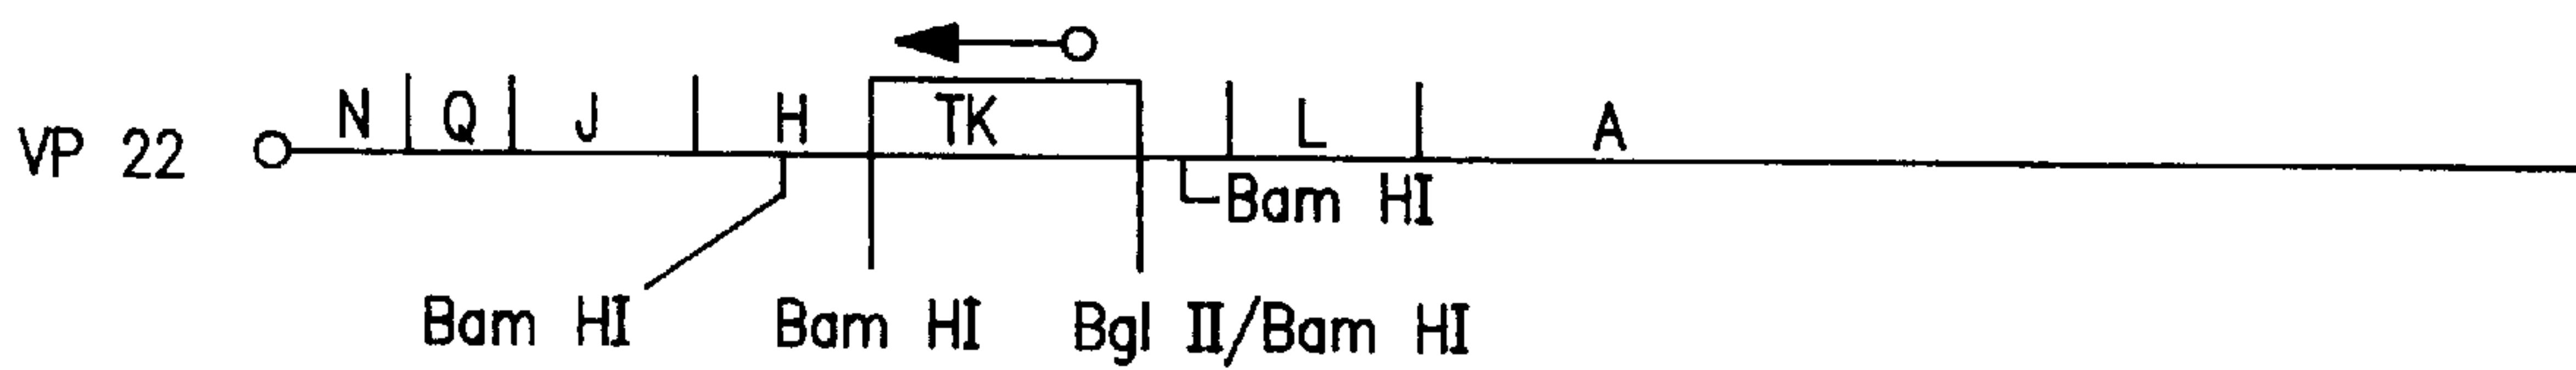 VP 22 N Q J H TK L A
Bam HI
Bam HI Bam HI Bgl II/Bam HI